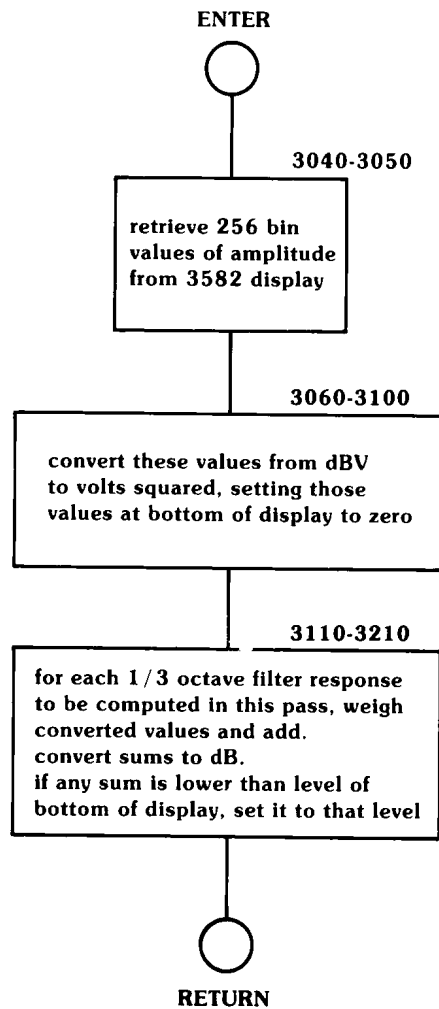 ENTER
3040-3050
retrieve 256 bin
values of amplitude
from 3582 display
3060-3100
convert these values from dBV
to volts squared, setting those
values at bottom of display to zero
3110-3210
for each 1/3 octave filter response
to be computed in this pass, weigh
converted values and add.
convert sums to dB.
if any sum is lower than level of
bottom of display, set it to that level
RETURN